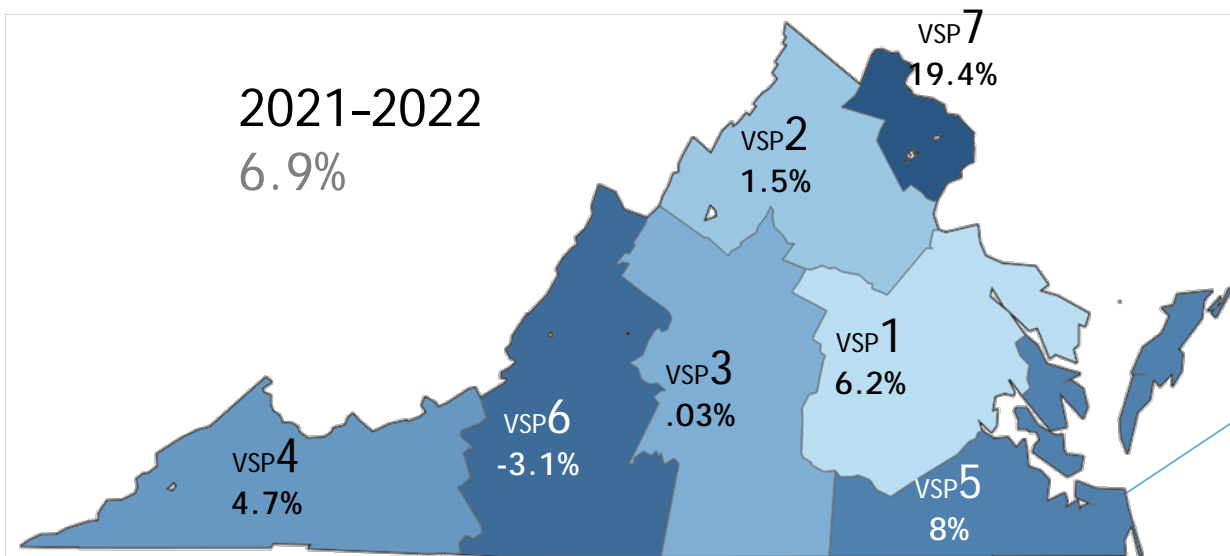 VSP7
19.4%
2021-2022
6.9%
VSP2
1.5%
VSP1
6.2%
VSP3
.03%
VSP6
-3.1%
VSP4
4.7%
VSP5
8%